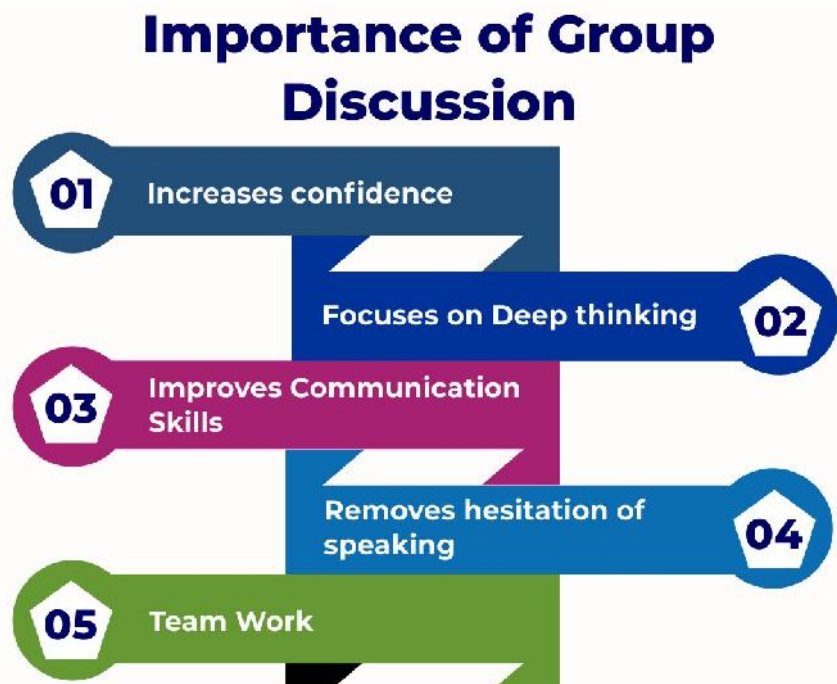 Importance of Group
Discussion
01 Increases confidence
Focuses on Deep thinking 02
03 Improves Communication
Skills
Removes hesitation of
speaking 04
05 Team Work